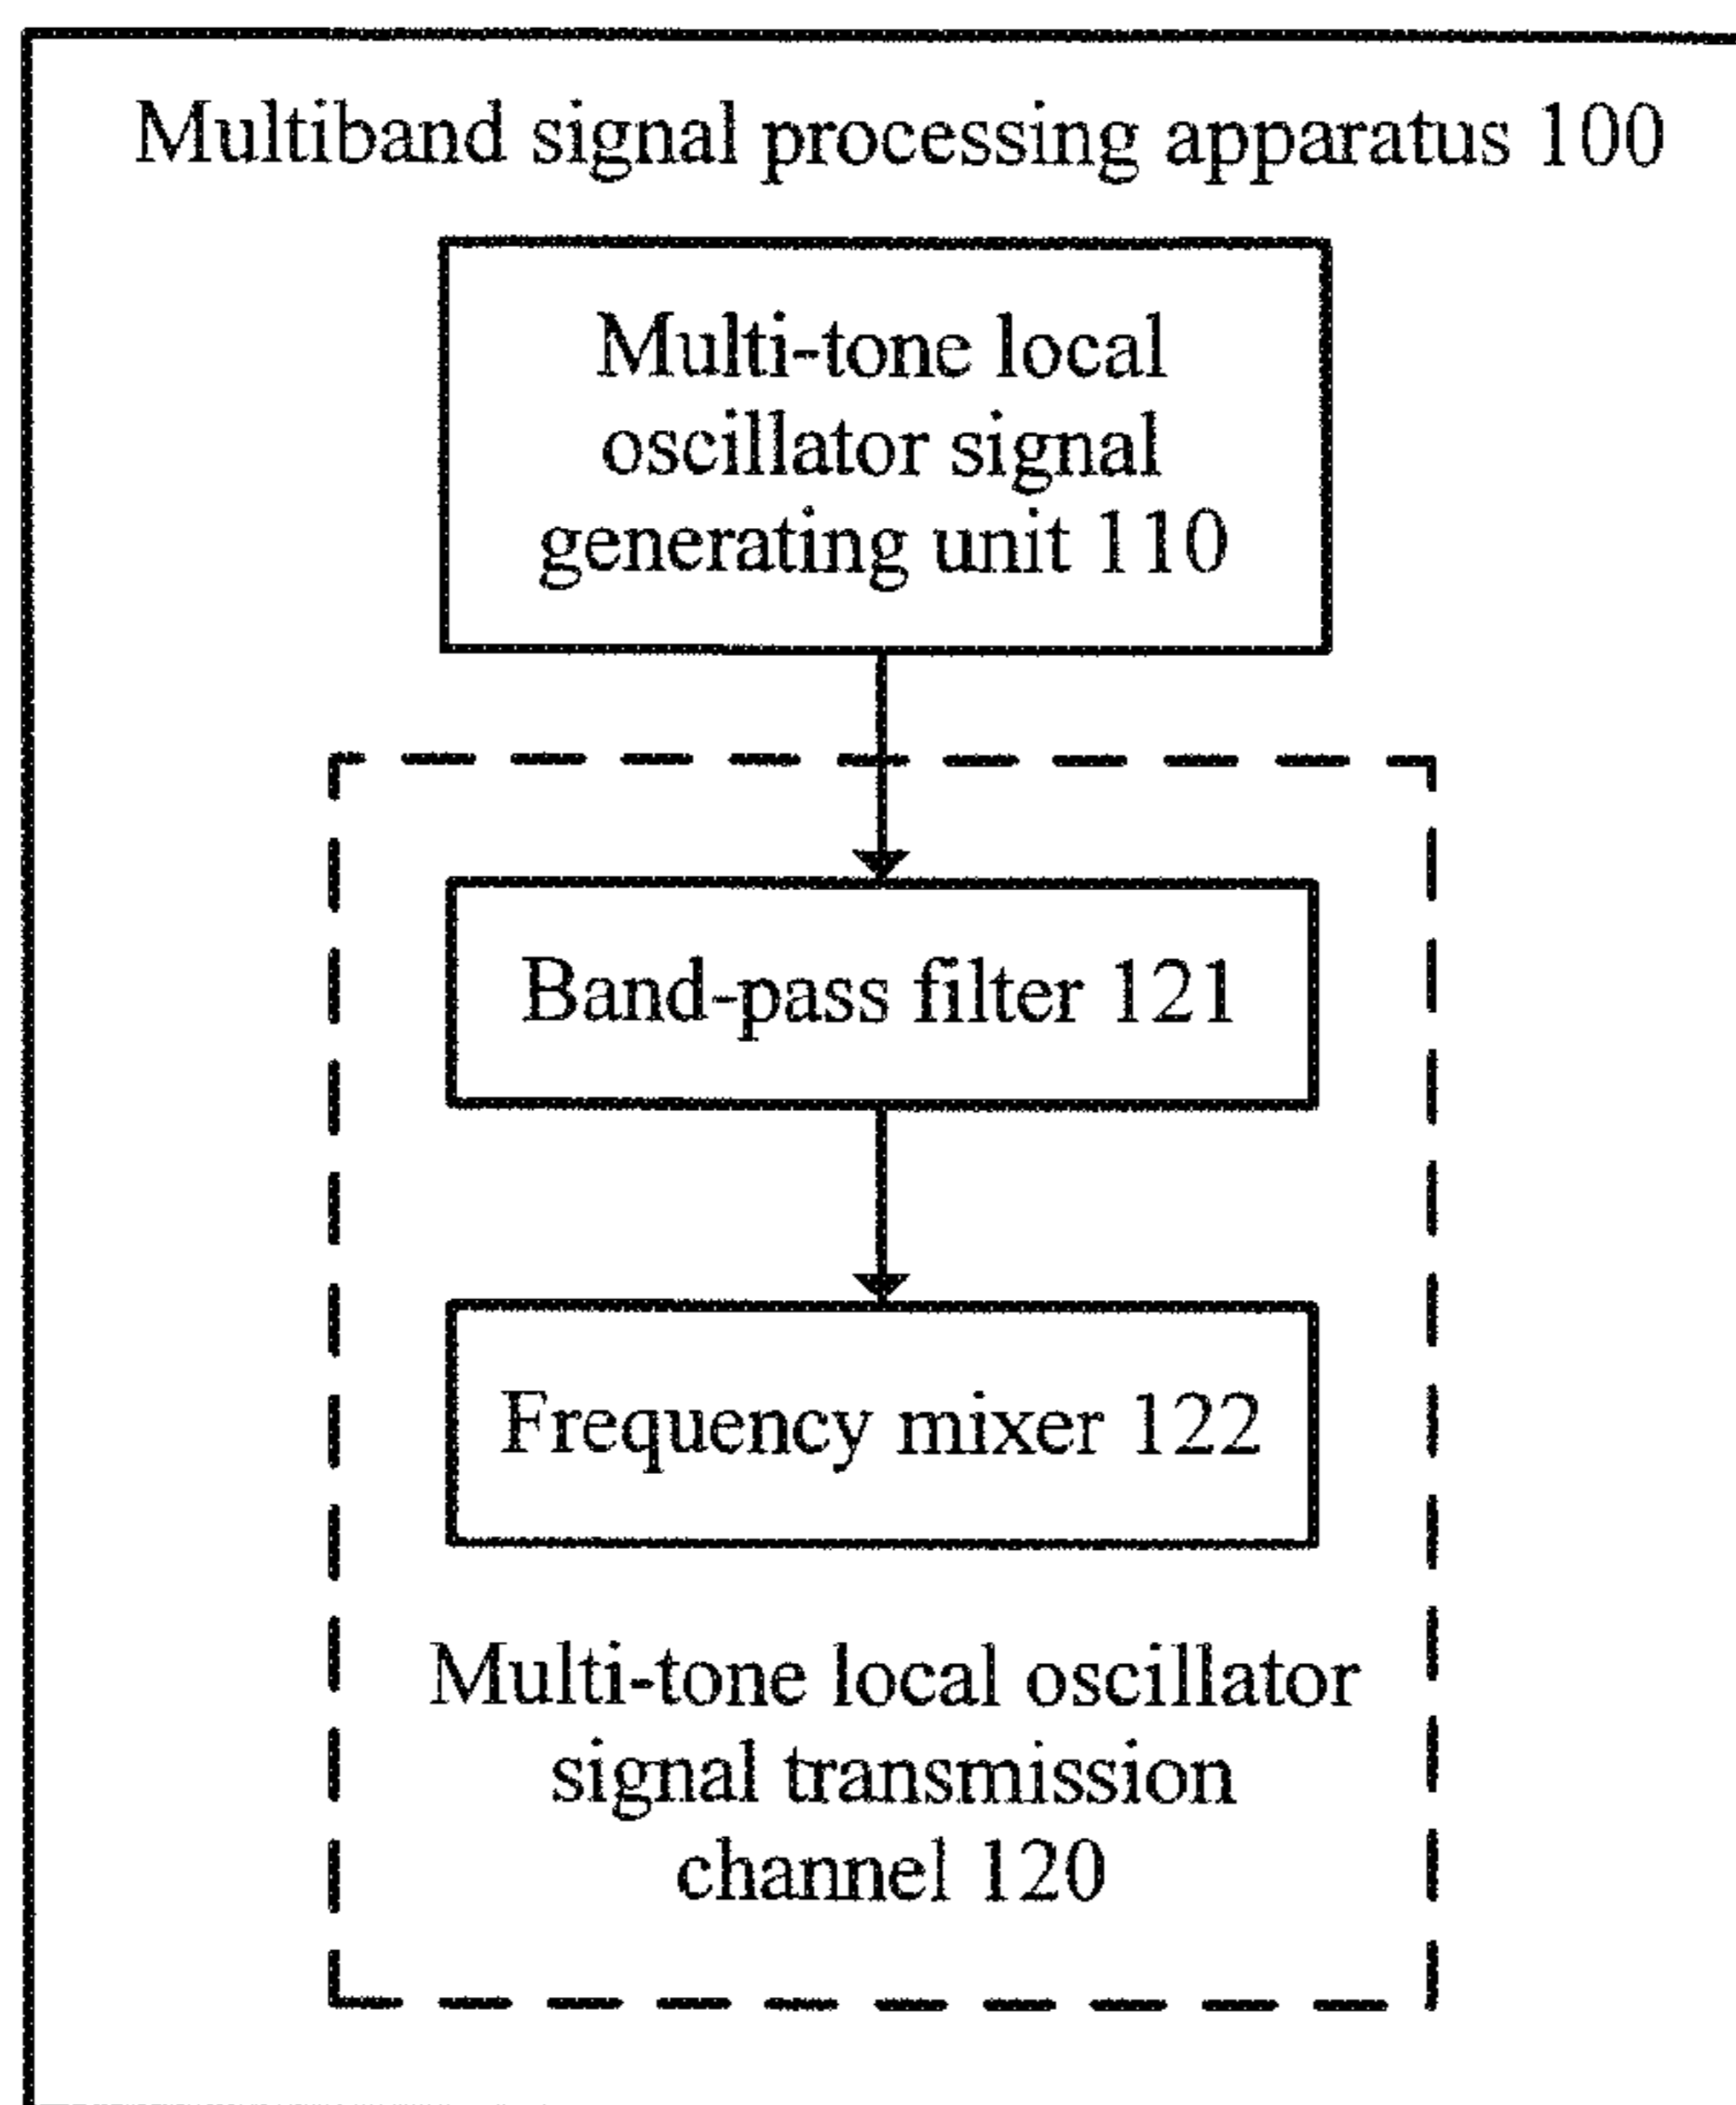 Multiband signal processing apparatus 100
Multi-tone local
oscillator signal
generating unit 110
Band-pass filter 121
Frequency mixer 122
Multi-tone local oscillator
signal transmission
channel 120